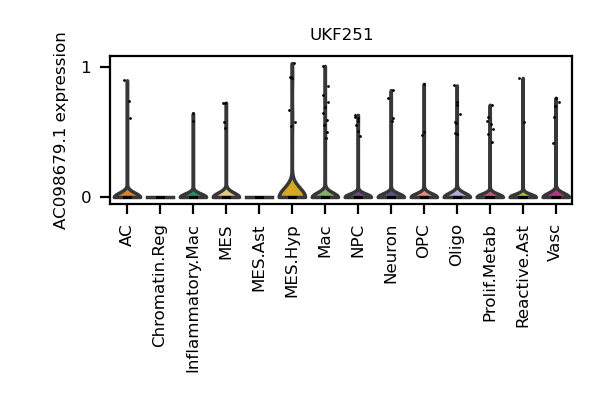 UKF251
AC098679.1 expression
1
0
AC
Chromatin.Reg
Inflammatory.Mac
MES
MES.Ast
MES.Hyp
Mac
NPC
Neuron
OPC
Oligo
Prolif.Metab
Reactive.Ast
Vasc